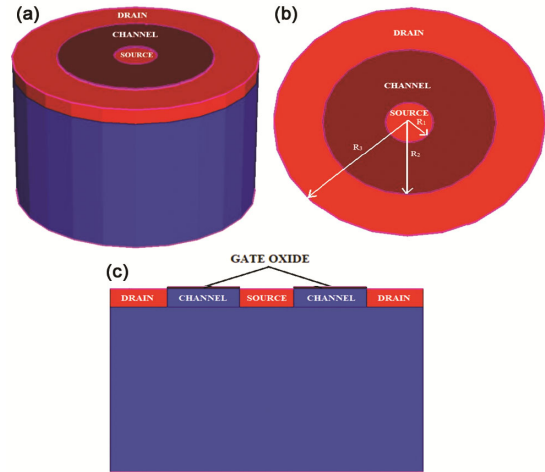 (a)
DRAIN
CHANNEL
SOURCE
(b)
DRAIN
CHANNEL
SOURCE
R₁
R₃
R₂
(c)
GATE OXIDE
DRAIN CHANNEL SOURCE CHANNEL DRAIN